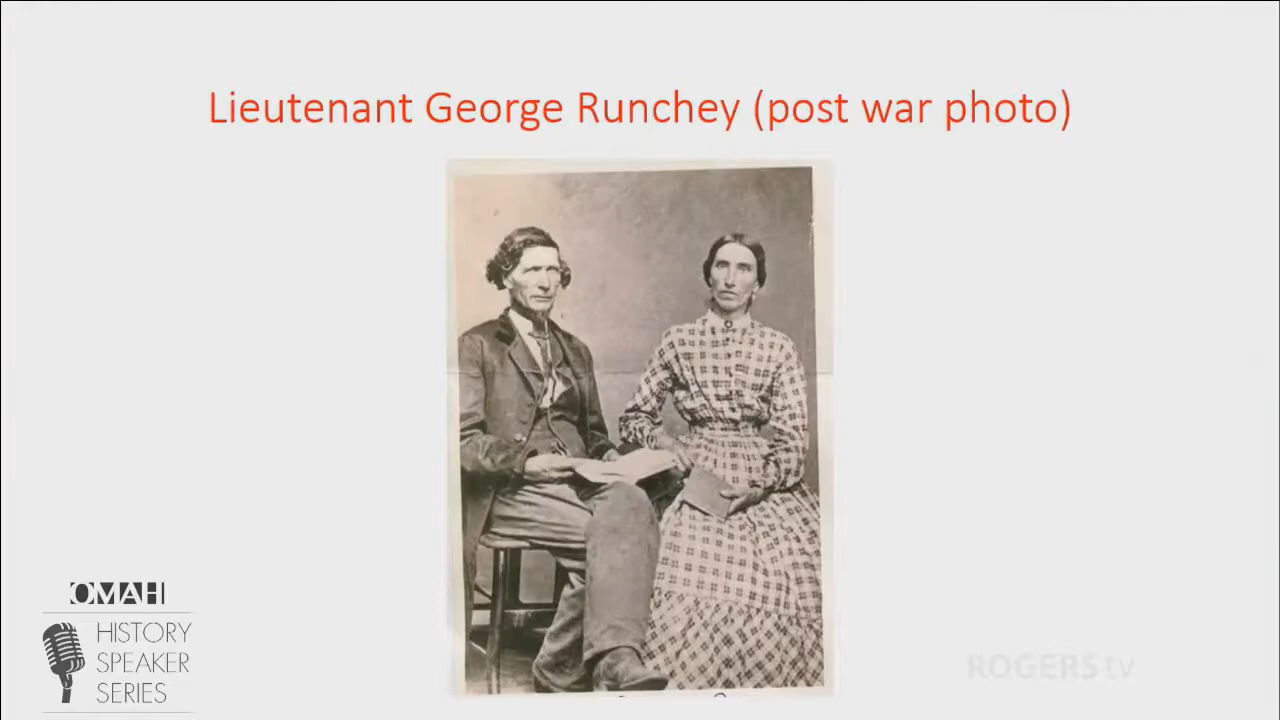 Lieutenant George Runchey (post war photo)
OMAH
HISTORY
SPEAKER
SERIES
ROGERS tv